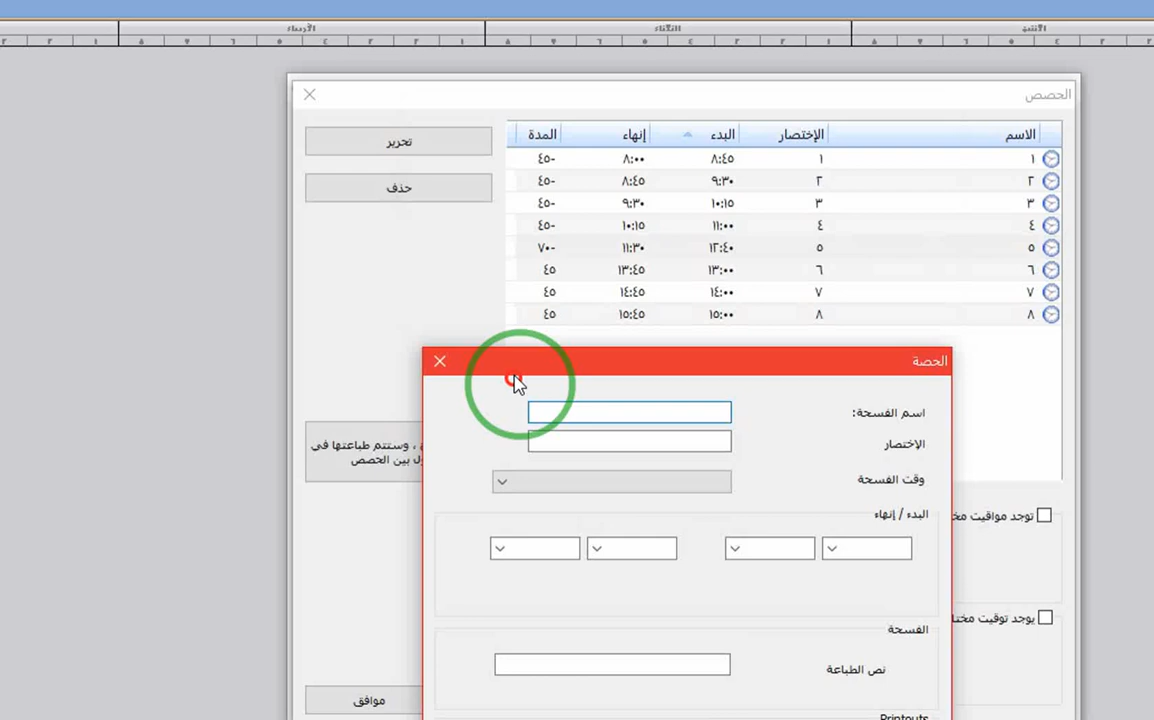 الأثنين الثلاثاء الأربعاء
الحصص
الاسم الإختصار البدء إنهاء المدة
١ ١ ٨:٤٥ ٨:٠٠ -٤٥
٢ ٢ ٩:٣٠ ٨:٤٥ -٤٥
٣ ٣ ١٠:١٥ ٩:٣٠ -٤٥
٤ ٤ ١١:٠٠ ١٠:١٥ -٤٥
٥ ٥ ١٢:٤٠ ١١:٣٠ -٧٠
٦ ٦ ١٣:٠٠ ١٣:٤٥ ٤٥
٧ ٧ ١٤:٠٠ ١٤:٤٥ ٤٥
٨ ٨ ١٥:٠٠ ١٥:٤٥ ٤٥
تحرير
حذف
، وستتم طباعتها في
بين الحصص
توجد مواقيت
يوجد توقيت
موافق
الحصة
اسم الفسحة:
الإختصار
وقت الفسحة
البدء / إنهاء
الفسحة
نص الطباعة
Printouts